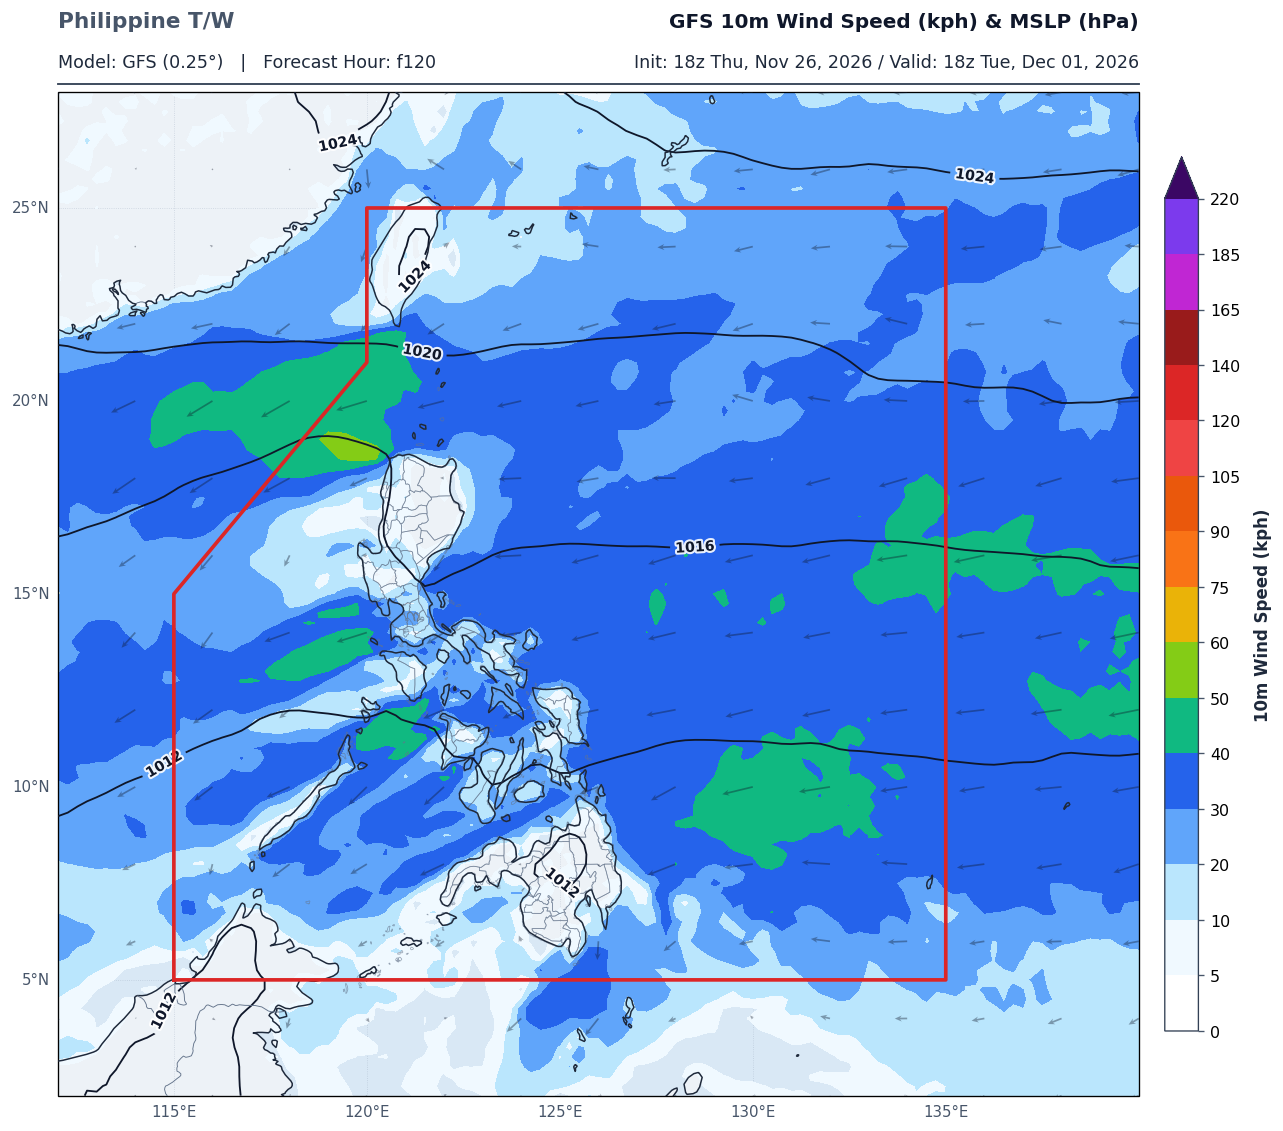 Philippine T/W
GFS 10m Wind Speed (kph) & MSLP (hPa)
Model: GFS (0.25°)   |   Forecast Hour: f120
Init: 18z Thu, Nov 26, 2026 / Valid: 18z Tue, Dec 01, 2026
1024
1024
1024
1020
1016
1012
1012
1012
25°N
20°N
15°N
10°N
5°N
115°E
120°E
125°E
130°E
135°E
220
185
165
140
120
105
90
75
60
50
40
30
20
10
5
0
10m Wind Speed (kph)